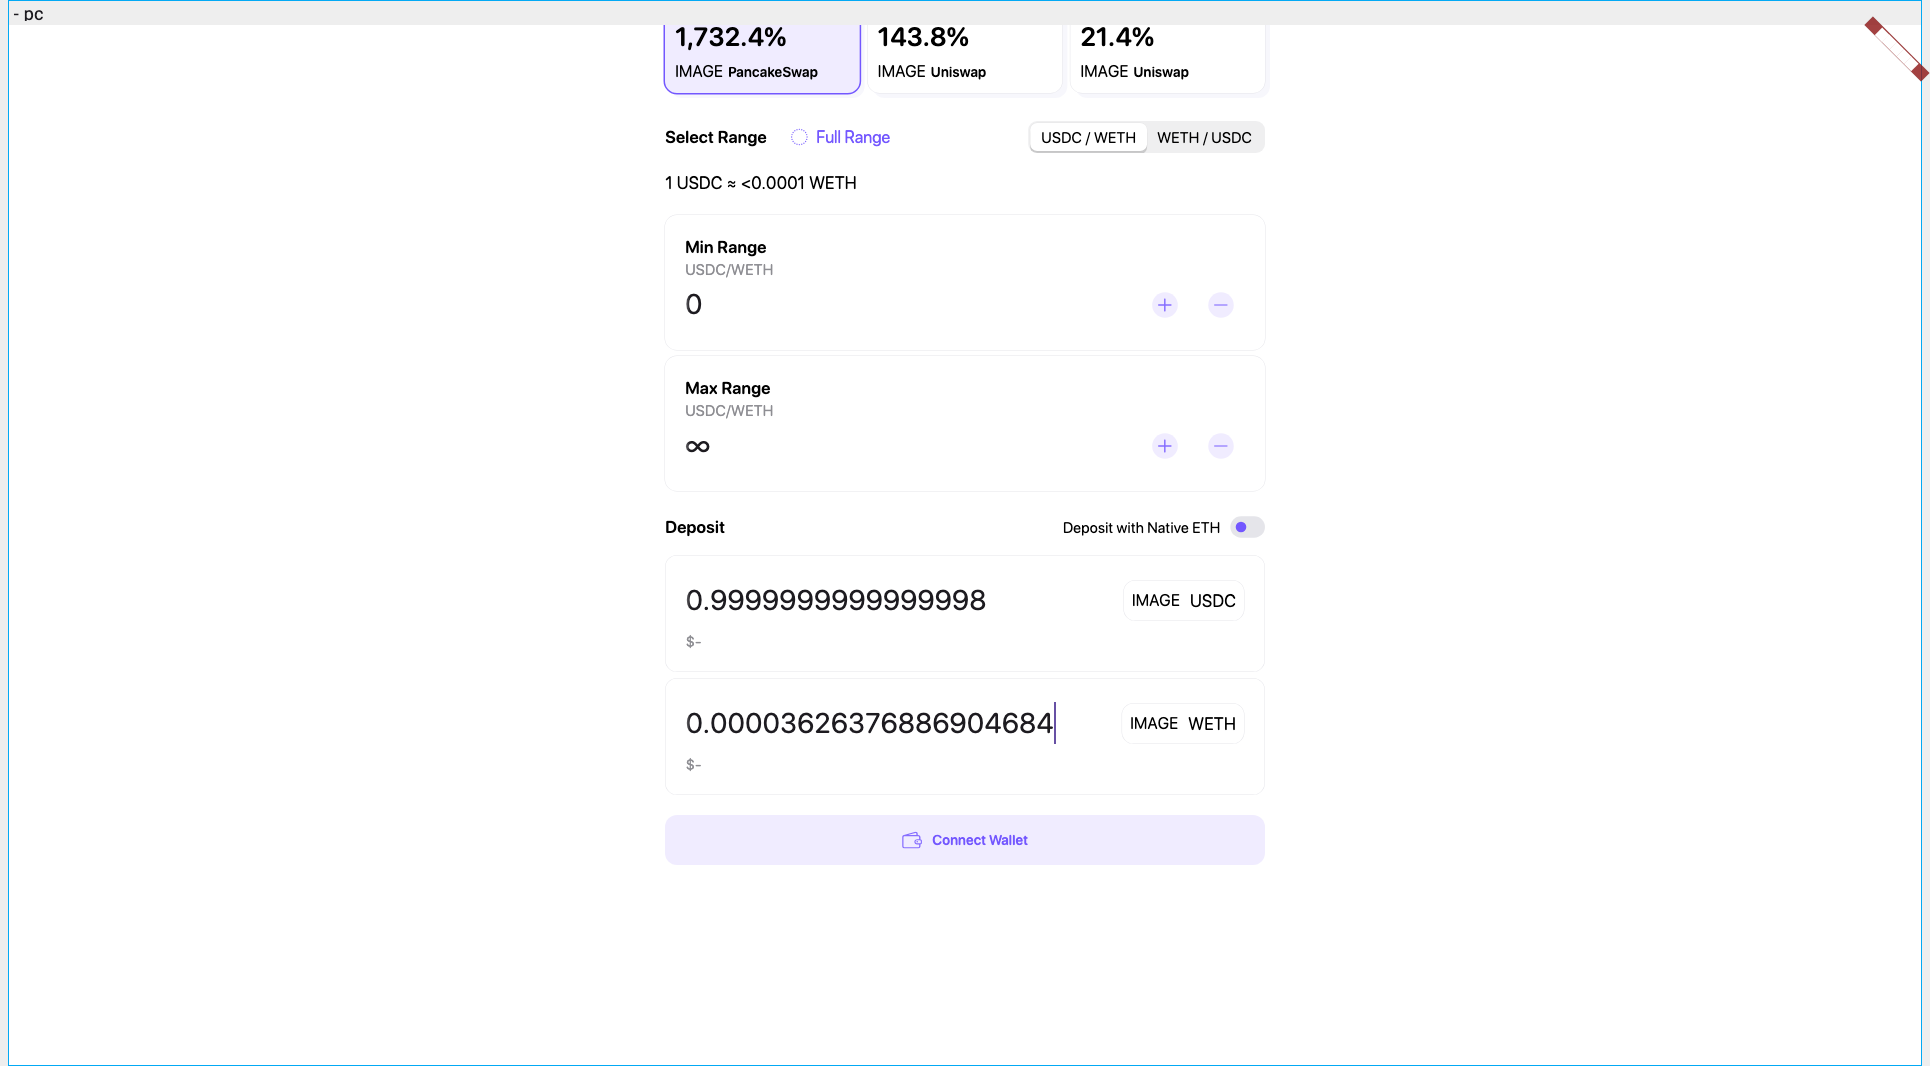 - pc
1,732.4%
IMAGE PancakeSwap
143.8%
IMAGE Uniswap
21.4%
IMAGE Uniswap
Select Range
Full Range
USDC / WETH
WETH / USDC
1 USDC ≈ <0.0001 WETH
Min Range
USDC/WETH
0
Max Range
USDC/WETH
∞
Deposit
Deposit with Native ETH
0.9999999999999998
IMAGE USDC
$-
0.00003626376886904684
IMAGE WETH
$-
Connect Wallet